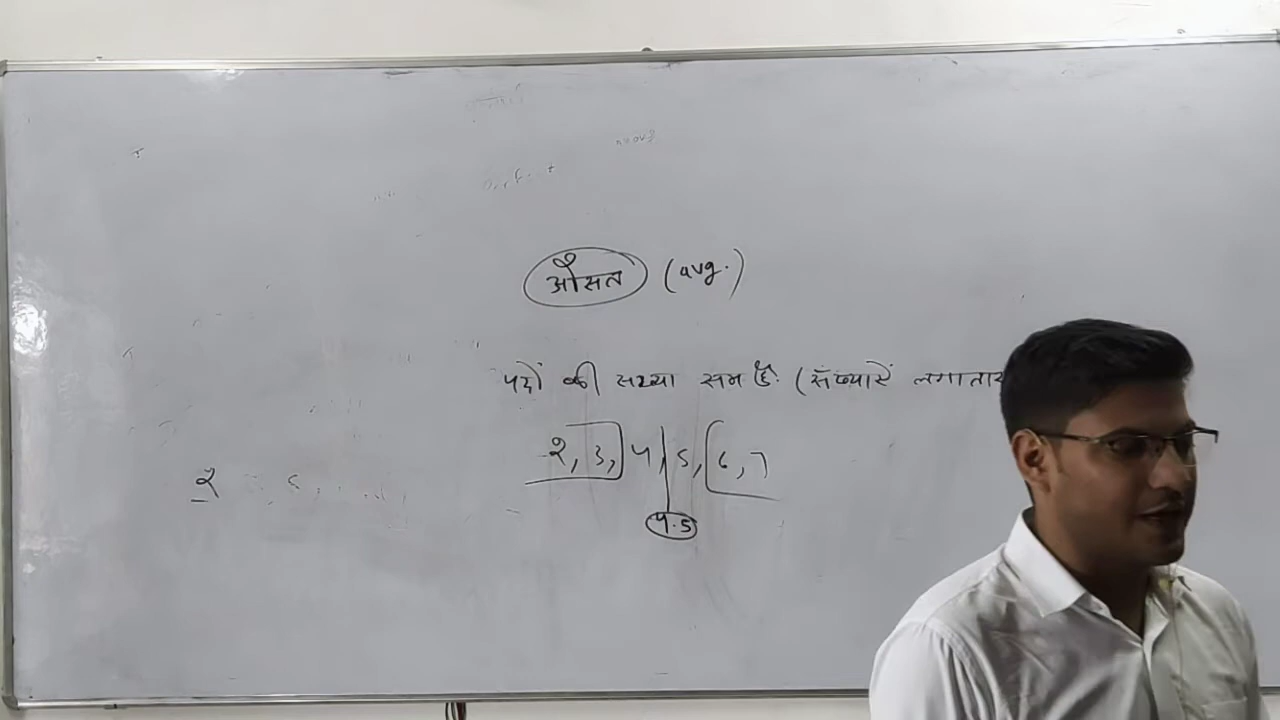 औसत (avg.)
पदों की संख्या सम है. (संख्याएँ लगातार
2, 3, 4, 5, 6, 7
4.5
2